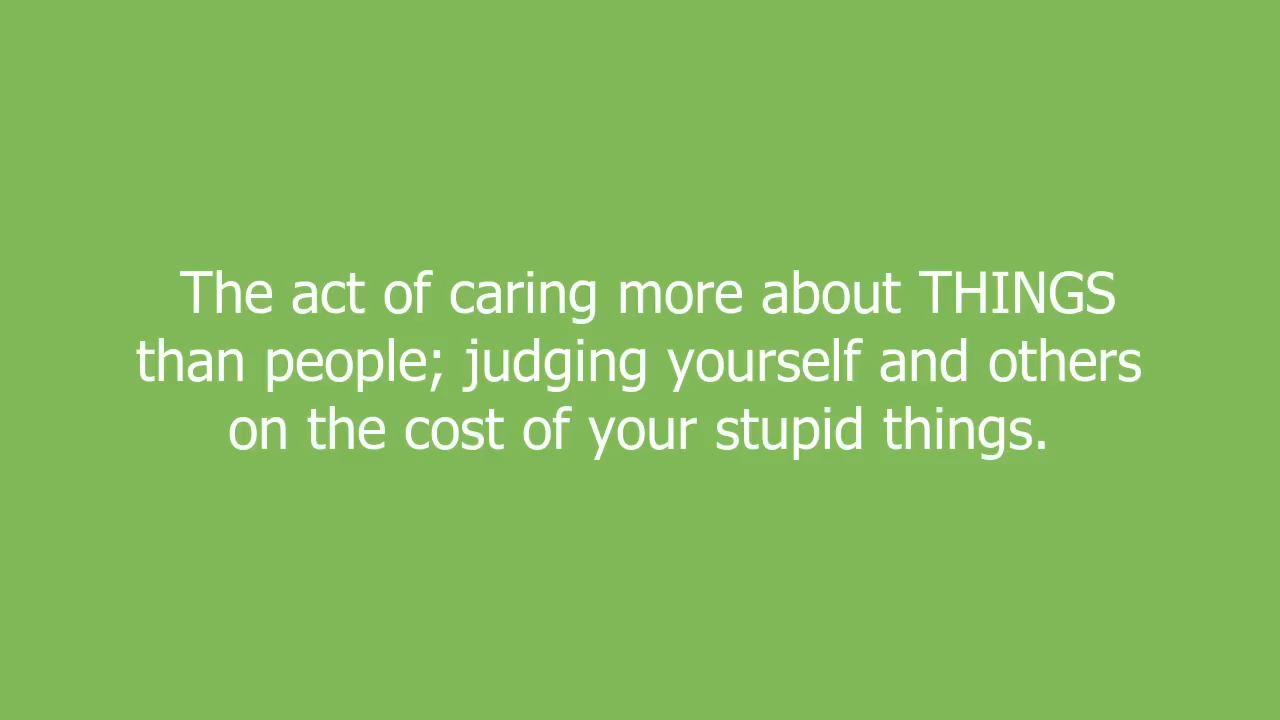 The act of caring more about THINGS
than people; judging yourself and others
on the cost of your stupid things.